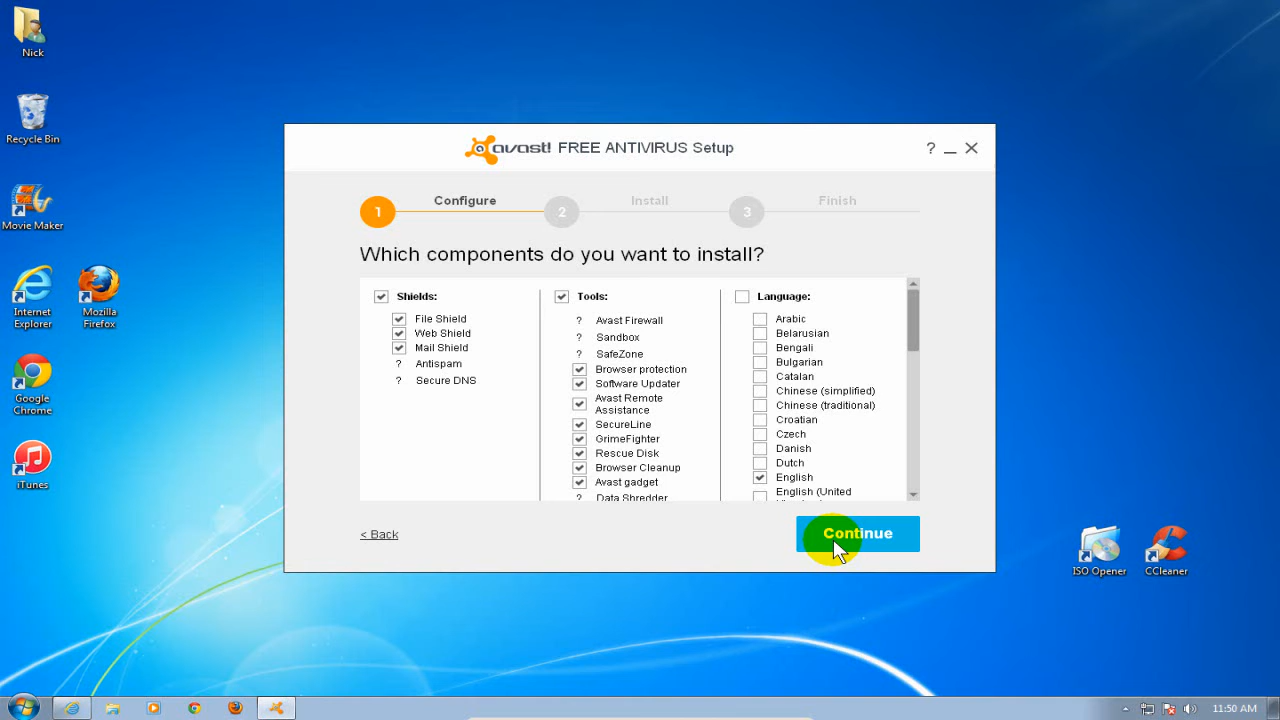 Nick
Recycle Bin
Movie Maker
Internet
Explorer
Mozilla
Firefox
Google
Chrome
iTunes
avast! FREE ANTIVIRUS Setup
?
1
Configure
2
Install
3
Finish
Which components do you want to install?
Shields:
File Shield
Web Shield
Mail Shield
? Antispam
? Secure DNS
Tools:
? Avast Firewall
? Sandbox
? SafeZone
Browser protection
Software Updater
Avast Remote
Assistance
SecureLine
GrimeFighter
Rescue Disk
Browser Cleanup
Avast gadget
? Data Shredder
Language:
Arabic
Belarusian
Bengali
Bulgarian
Catalan
Chinese (simplified)
Chinese (traditional)
Croatian
Czech
Danish
Dutch
English
English (United
< Back
Continue
ISO Opener
CCleaner
11:50 AM